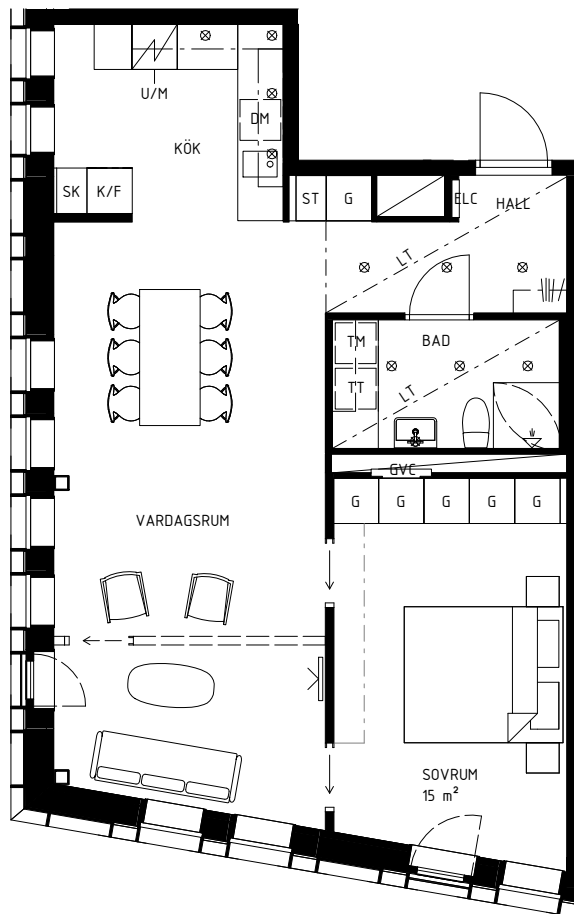 U/M
DM
KÖK
SK
K/F
ST
G
ELC
HALL
LT
TM
BAD
TT
LT
GVC
G
G
G
G
G
VARDAGSRUM
SOVRUM
15 m²